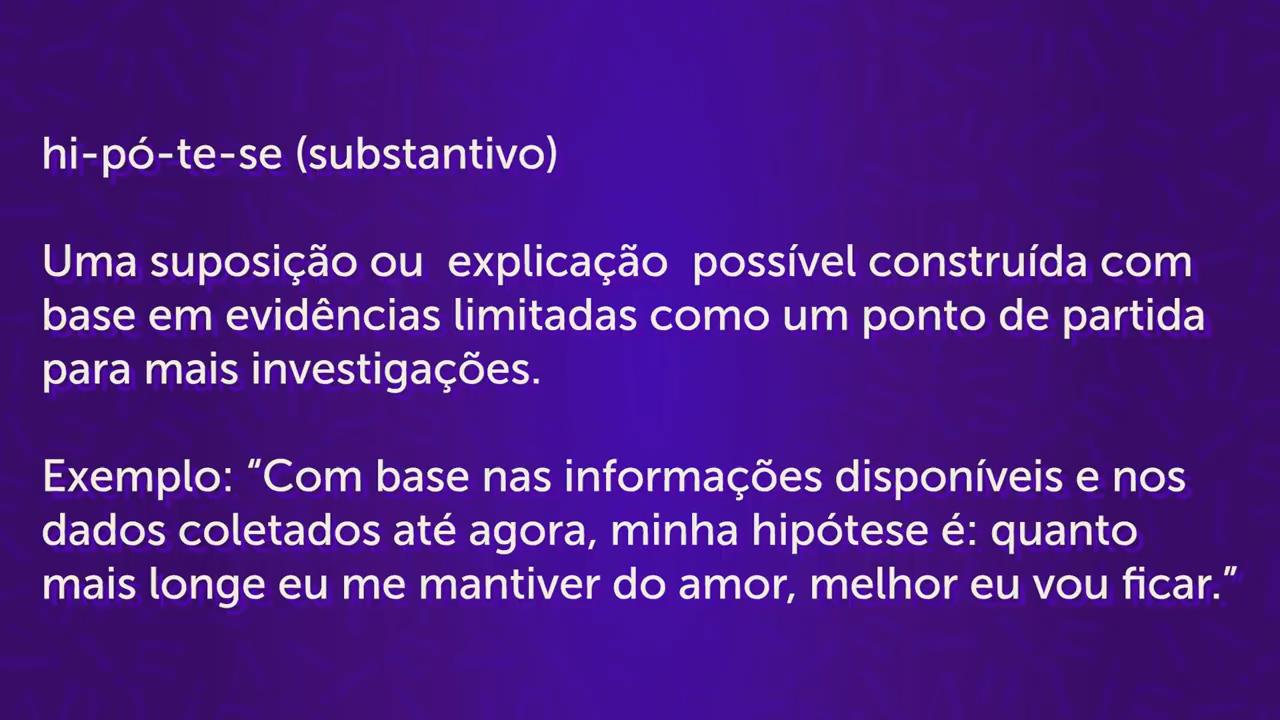 hi-pó-te-se (substantivo)
Uma suposição ou  explicação  possível construída com
base em evidências limitadas como um ponto de partida
para mais investigações.
Exemplo: “Com base nas informações disponíveis e nos
dados coletados até agora, minha hipótese é: quanto
mais longe eu me mantiver do amor, melhor eu vou ficar.”